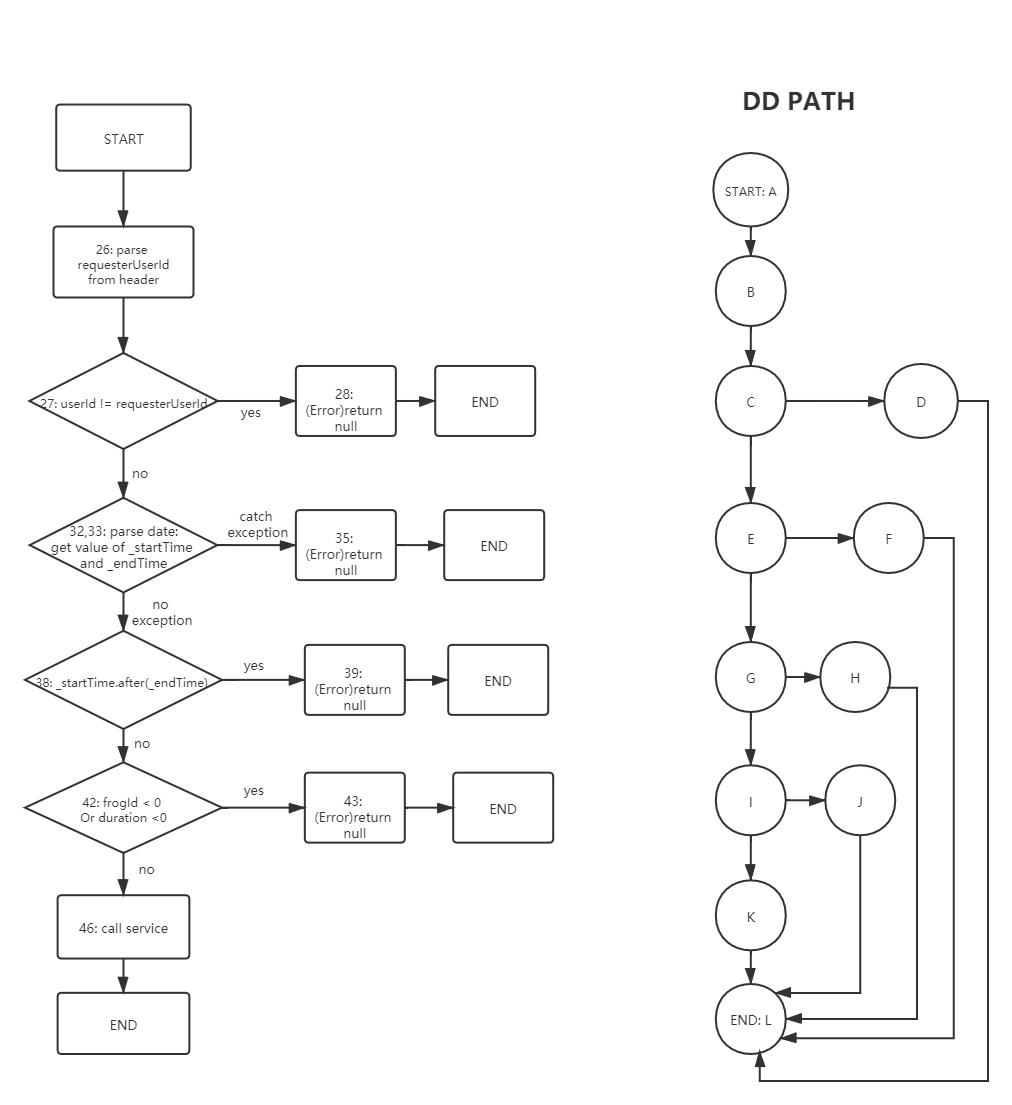 DD PATH
START
26: parse
requesterUserId
from header
27: userId != requesterUserId
yes
28:
(Error)return
null
END
no
32,33: parse date:
get value of _startTime
and _endTime
catch
exception
35:
(Error)return
null
END
no
exception
38: _startTime.after(_endTime)
yes
39:
(Error)return
null
END
no
42: frogId < 0
Or duration <0
yes
43:
(Error)return
null
END
no
46: call service
END
START: A
B
C
D
E
F
G
H
I
J
K
END: L